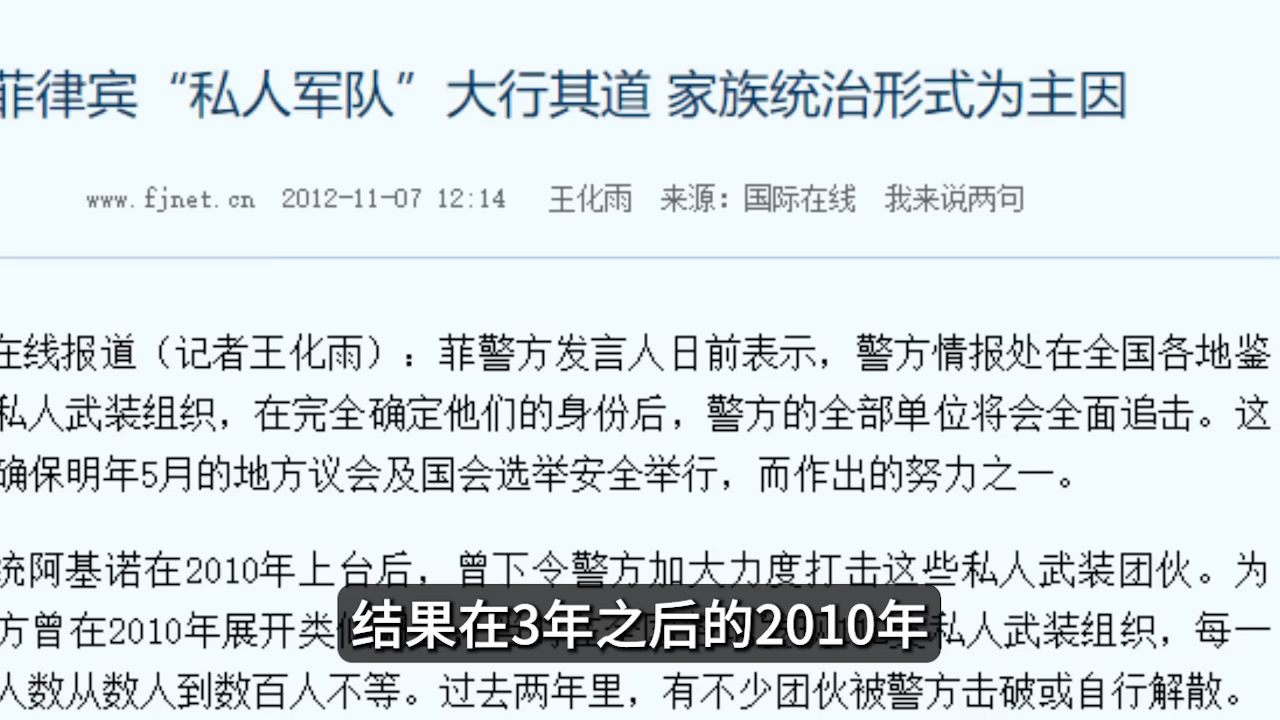 菲律宾“私人军队”大行其道 家族统治形式为主因
www.fjnet.cn 2012-11-07 12:14 王化雨 来源：国际在线 我来说两句
在线报道（记者王化雨）：菲警方发言人日前表示，警方情报处在全国各地鉴
私人武装组织，在完全确定他们的身份后，警方的全部单位将会全面追击。这
确保明年5月的地方议会及国会选举安全举行，而作出的努力之一。
统阿基诺在2010年上台后，曾下令警方加大力度打击这些私人武装团伙。为
方曾在2010年展开类
私人武装组织，每一
结果在3年之后的2010年
人数从数人到数百人不等。过去两年里，有不少团伙被警方击破或自行解散。